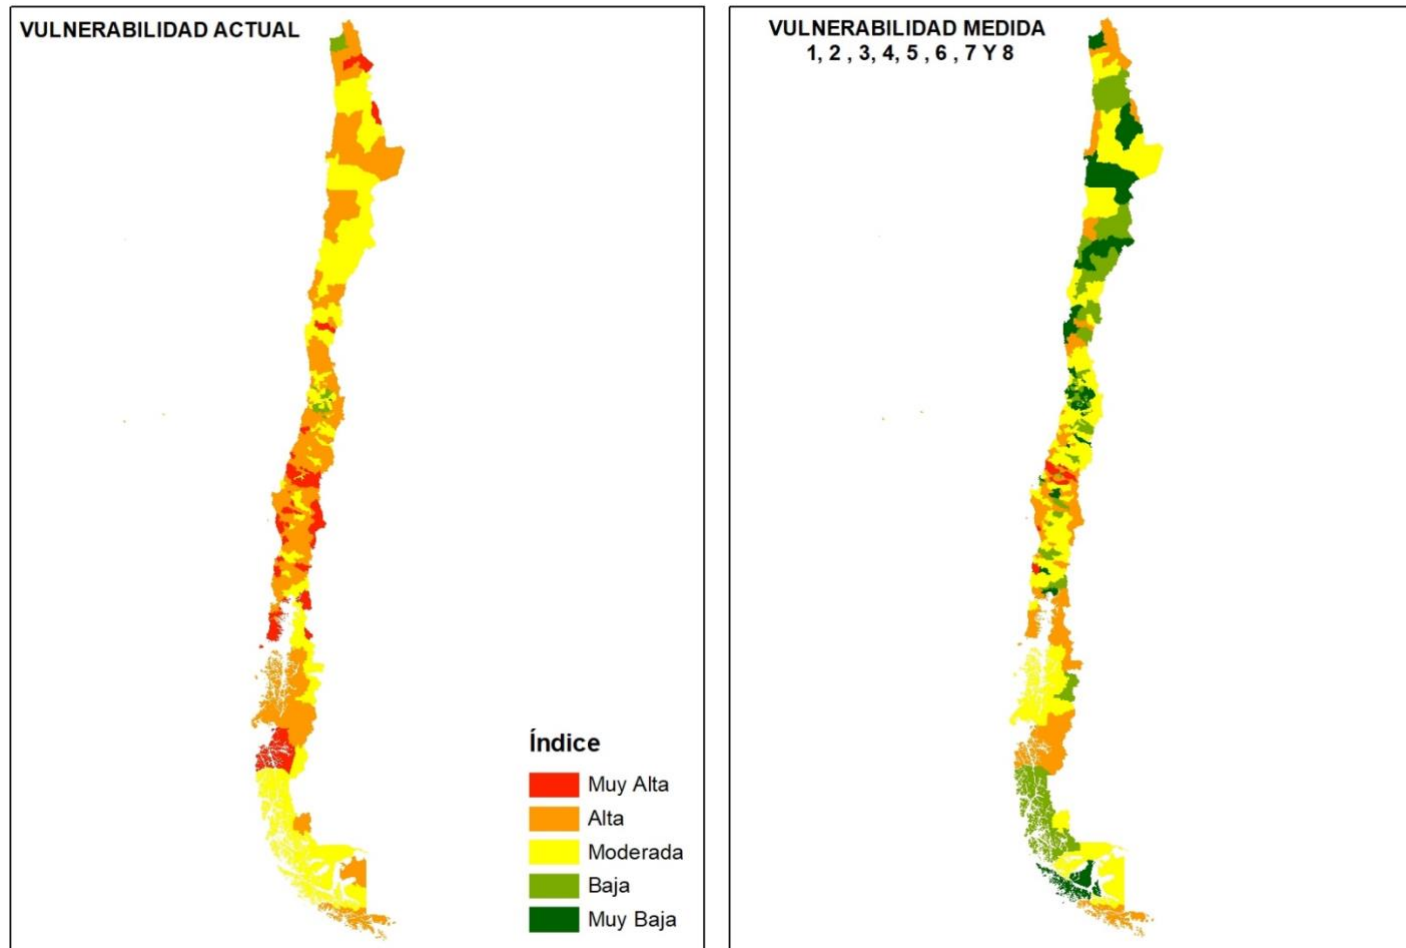 VULNERABILIDAD ACTUAL
VULNERABILIDAD MEDIDA
1, 2 , 3, 4, 5 , 6 , 7 Y 8
Índice
Muy Alta
Alta
Moderada
Baja
Muy Baja